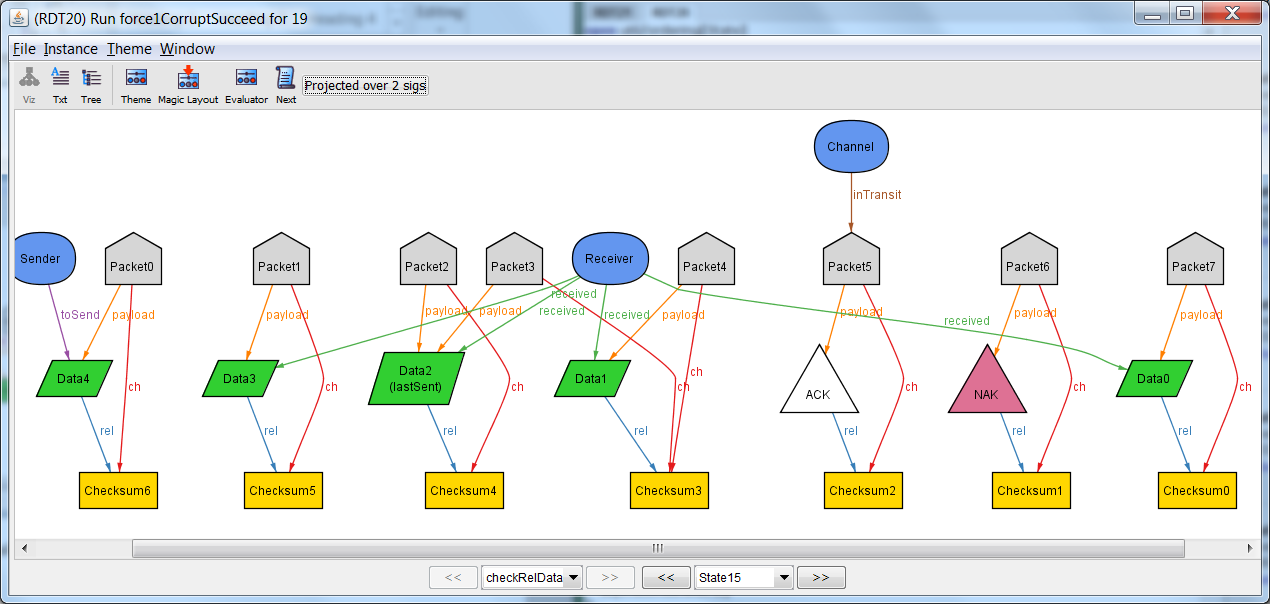 (RDT20) Run force1CorruptSucceed for 19
File Instance Theme Window
Viz Txt Tree Theme Magic Layout Evaluator Next Projected over 2 sigs
Channel
inTransit
Sender Packet0 Packet1 Packet2 Packet3 Receiver Packet4 Packet5 Packet6 Packet7
toSend payload payload payload payload received received received payload payload payload received payload
Data4 Data3 Data2 Data1 Data0
(lastSent)
ACK NAK
ch ch ch ch ch ch ch ch
rel rel rel rel rel rel rel
Checksum6 Checksum5 Checksum4 Checksum3 Checksum2 Checksum1 Checksum0
<< checkRelData >> << State15 >>